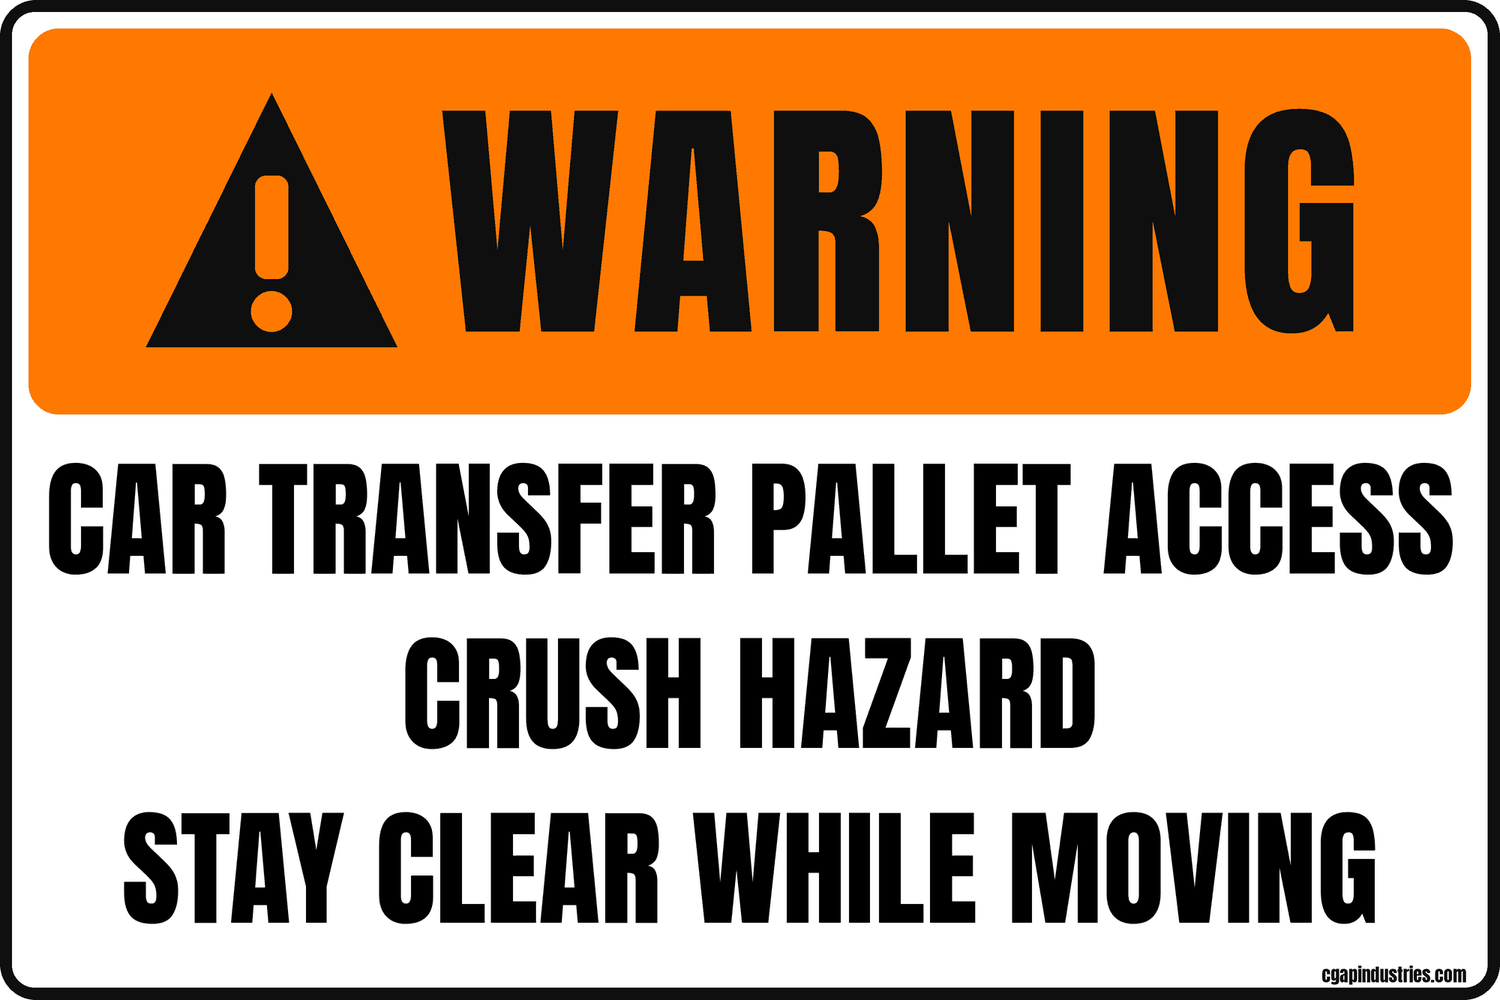 WARNING
CAR TRANSFER PALLET ACCESS
CRUSH HAZARD
STAY CLEAR WHILE MOVING
cgapindustries.com